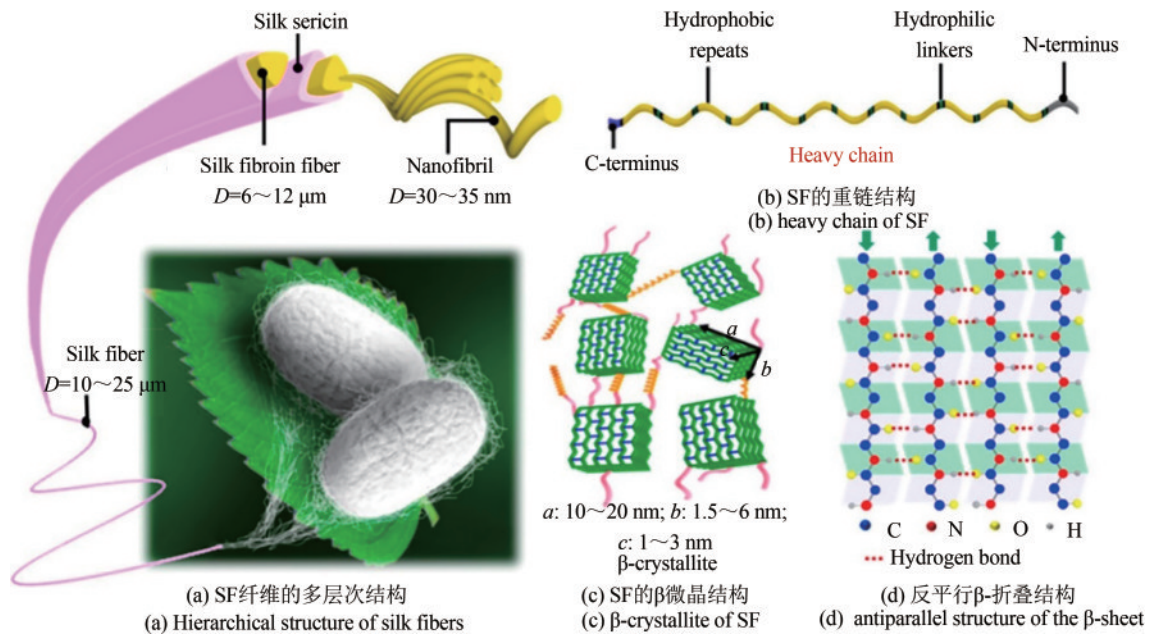 Silk sericin
Silk fibroin fiber
D=6～12 μm
Nanofibril
D=30～35 nm
Silk fiber
D=10～25 μm
(a) SF纤维的多层次结构
(a) Hierarchical structure of silk fibers
Hydrophobic
repeats
Hydrophilic
linkers
N-terminus
C-terminus
Heavy chain
(b) SF的重链结构
(b) heavy chain of SF
a
c
b
a: 10～20 nm; b: 1.5～6 nm;
c: 1～3 nm
β-crystallite
(c) SF的β微晶结构
(c) β-crystallite of SF
C N O H
Hydrogen bond
(d) 反平行β-折叠结构
(d) antiparallel structure of the β-sheet